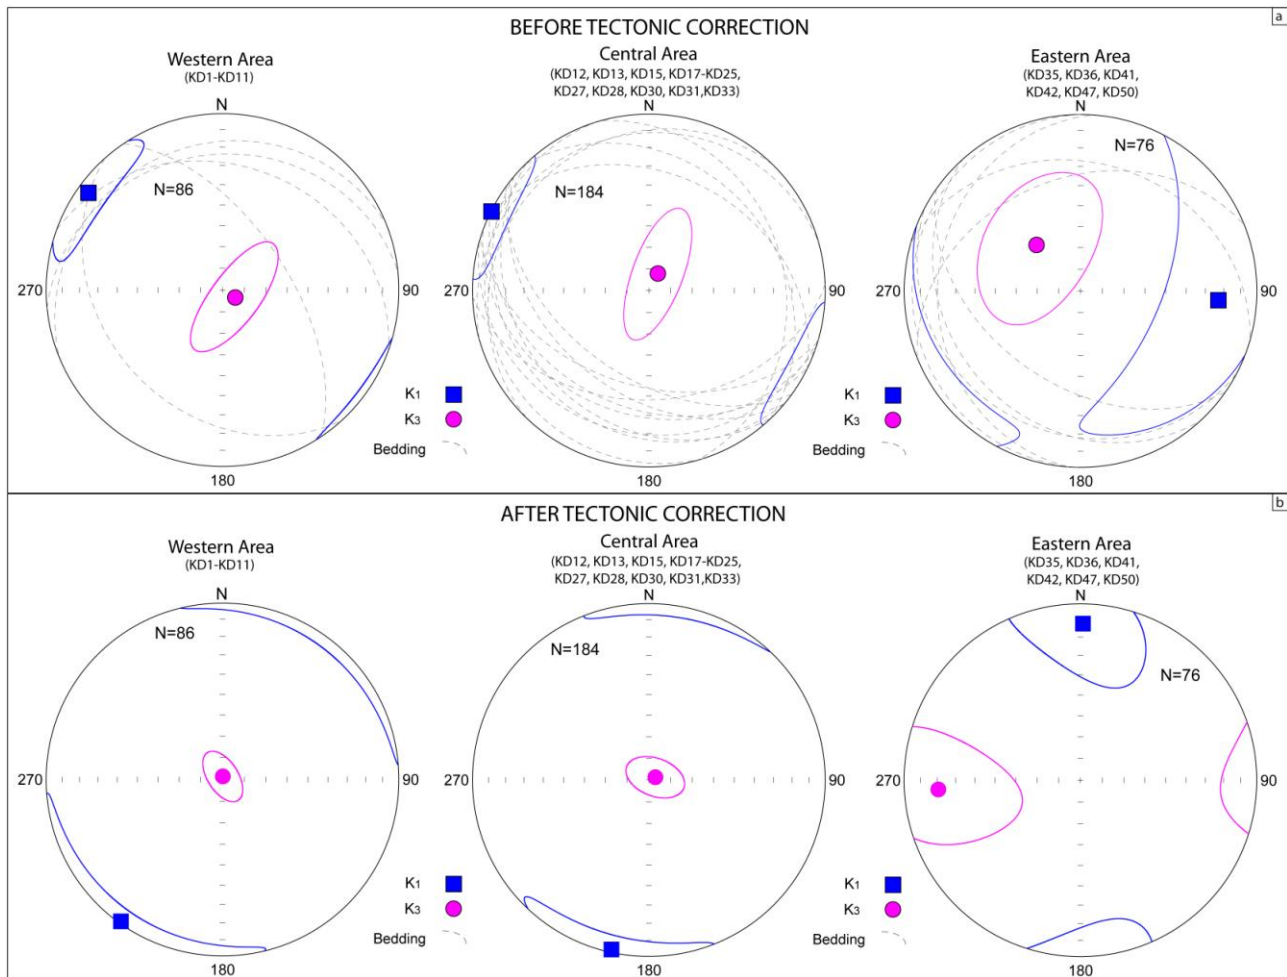 a
BEFORE TECTONIC CORRECTION
Western Area
(KD1-KD11)
N
N=86
270
90
180
K1
K3
Bedding
Central Area
(KD12, KD13, KD15, KD17-KD25,
KD27, KD28, KD30, KD31,KD33)
N
N=184
270
90
180
K1
K3
Bedding
Eastern Area
(KD35, KD36, KD41,
KD42, KD47, KD50)
N
N=76
270
90
180
b
AFTER TECTONIC CORRECTION
Western Area
(KD1-KD11)
N
N=86
270
90
180
K1
K3
Bedding
Central Area
(KD12, KD13, KD15, KD17-KD25,
KD27, KD28, KD30, KD31,KD33)
N
N=184
270
90
180
K1
K3
Bedding
Eastern Area
(KD35, KD36, KD41,
KD42, KD47, KD50)
N
N=76
270
90
180